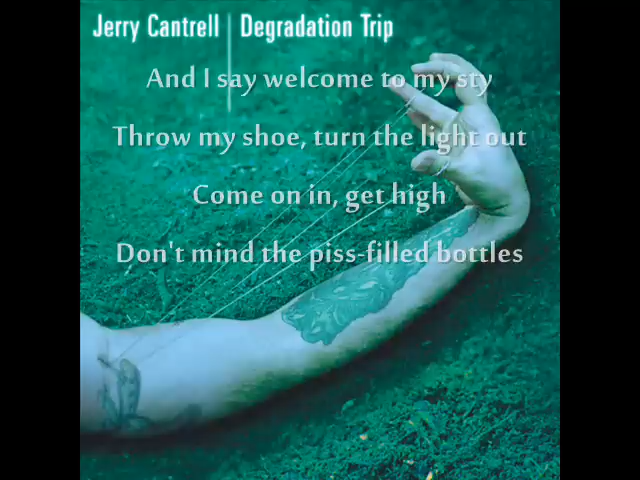 Jerry Cantrell | Degradation Trip
And I say welcome to my sty
Throw my shoe, turn the light out
Come on in, get high
Don't mind the piss-filled bottles